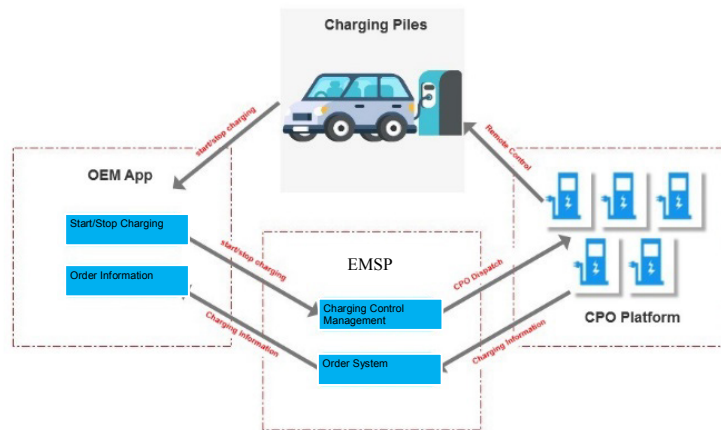 Charging Piles
start/stop charging
Remote Control
OEM App
Start/Stop Charging
start/stop charging
Order Information
Charging Information
EMSP
Charging Control
Management
CPO Dispatch
Order System
Charging Information
CPO Platform